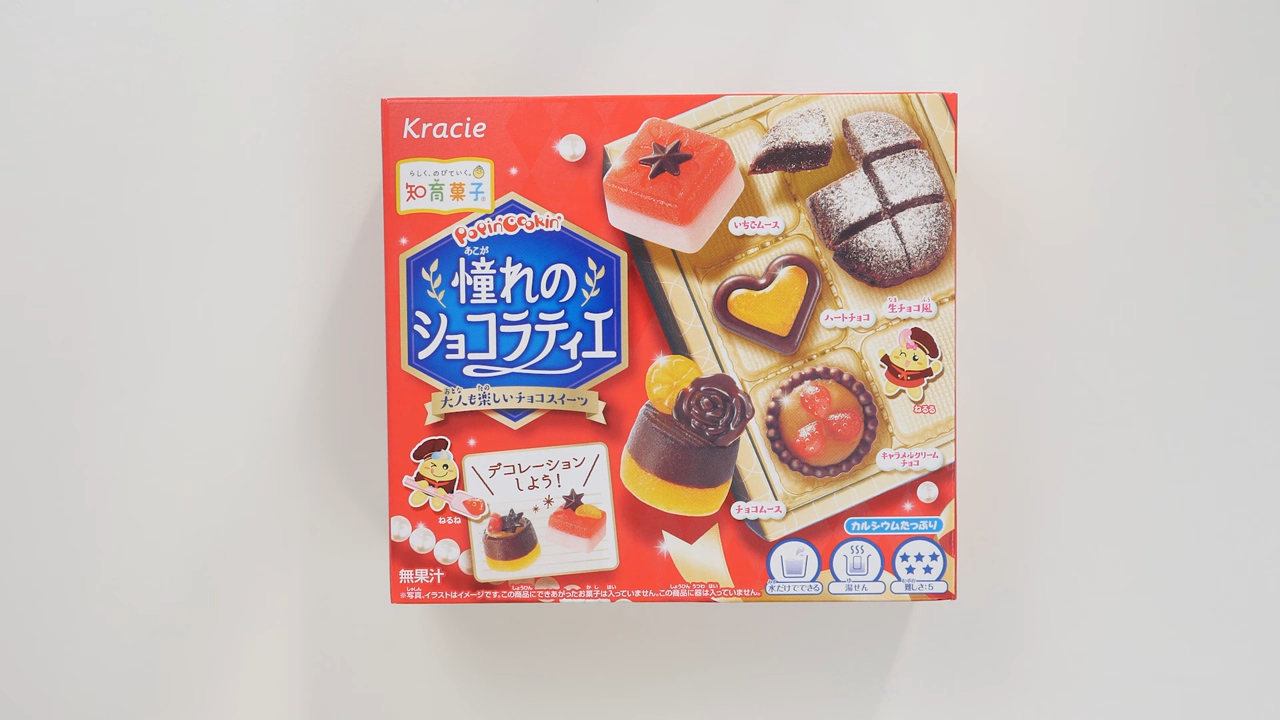 Kracie
らしく、のびていく。
知育菓子®
Popin'Cookin'
あこが
憧れの
ショコラティエ
おとな たの
大人も楽しいチョコスイーツ
いちごムース
ハートチョコ
なま ふう
生チョコ風
ねるる
キャラメルクリーム
チョコ
チョコムース
デコレーション
しよう!
ねるね
カルシウムたっぷり
水だけでできる
湯せん
難しさ:5
無果汁
※写真、イラストはイメージです。この商品にできあがったお菓子は入っていません。この商品に器は入っていません。